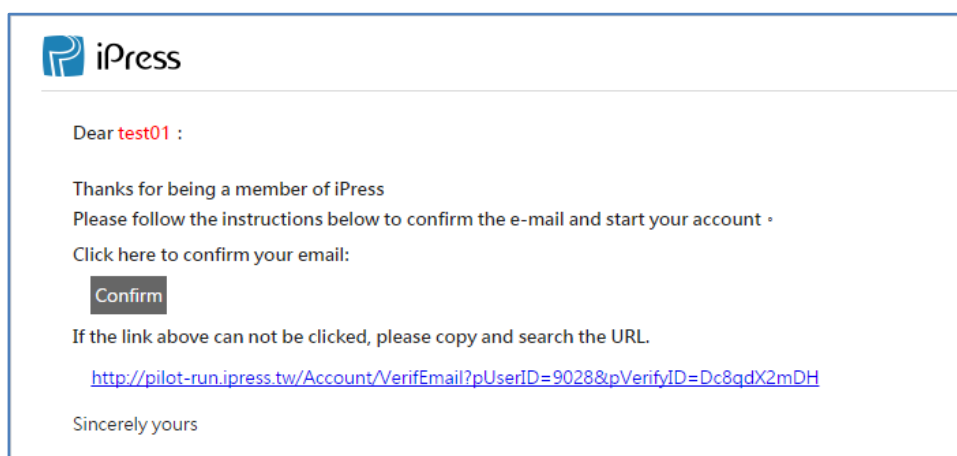 iPress
Dear test01：
Thanks for being a member of iPress
Please follow the instructions below to confirm the e-mail and start your account。
Click here to confirm your email:
Confirm
If the link above can not be clicked, please copy and search the URL.
http://pilot-run.ipress.tw/Account/VerifEmail?pUserID=9028&pVerifyID=Dc8qdX2mDH
Sincerely yours